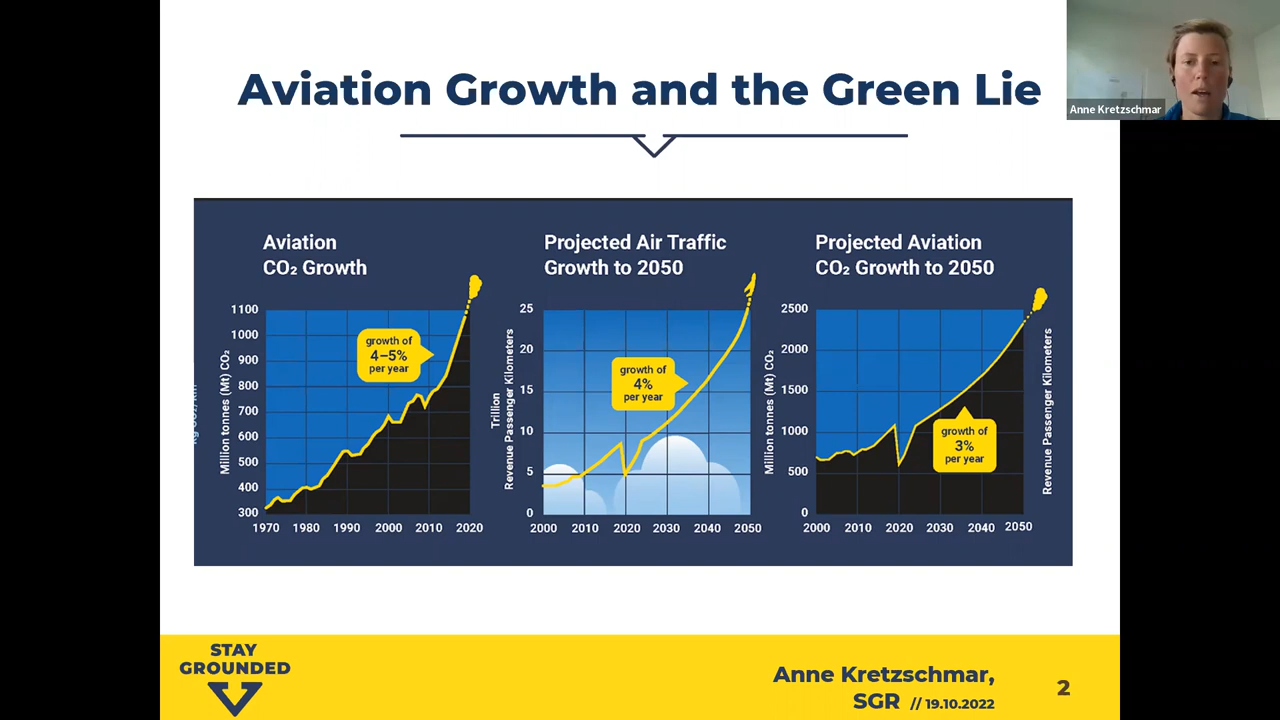 Aviation Growth and the Green Lie
Anne Kretzschmar
Aviation
CO₂ Growth
1100
1000
900
800
700
600
500
400
300
Million tonnes (Mt) CO₂
growth of
4–5%
per year
1970 1980 1990 2000 2010 2020
Projected Air Traffic
Growth to 2050
25
20
15
10
5
0
Trillion
Revenue Passenger Kilometers
growth of
4%
per year
2000 2010 2020 2030 2040 2050
Projected Aviation
CO₂ Growth to 2050
2500
2000
1500
1000
500
0
Million tonnes (Mt) CO₂
growth of
3%
per year
2000 2010 2020 2030 2040 2050
Revenue Passenger Kilometers
STAY
GROUNDED
Anne Kretzschmar,
SGR // 19.10.2022
2